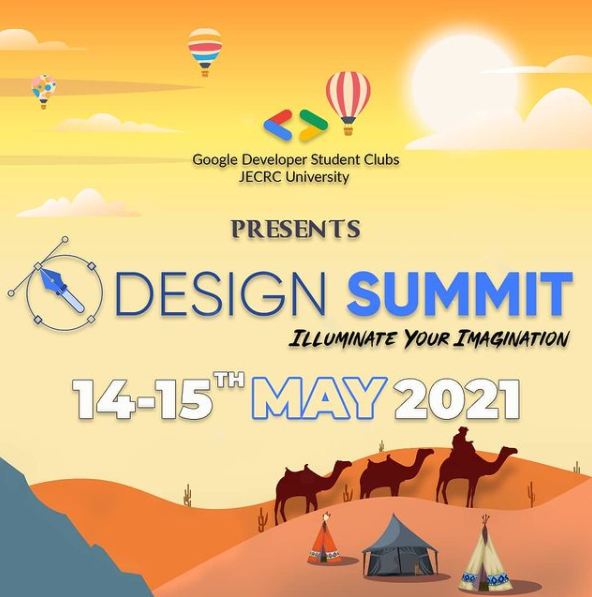 Google Developer Student Clubs
JECRC University
PRESENTS
DESIGN SUMMIT
ILLUMINATE YOUR IMAGINATION
14-15TH MAY 2021